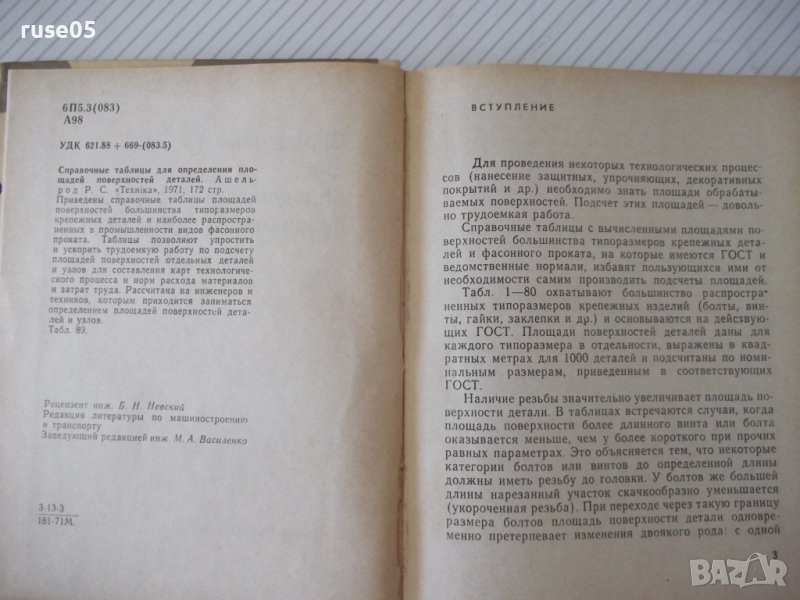 ruse05
6П5.3(083)
А98
УДК 621.88 + 669-(083.5)
Справочные таблицы для определения пло-
щадей поверхностей деталей. Ашель-
род Р. С. «Технiка», 1971, 172 стр.
Приведены справочные таблицы площадей
поверхностей большинства типоразмеров
крепежных деталей и наиболее распростра-
ненных в промышленности видов фасонного
проката. Таблицы позволяют упростить
и ускорить трудоемкую работу по подсчету
площадей поверхностей отдельных деталей
и узлов для составления карт технологиче-
ского процесса и норм расхода материалов
и затрат труда. Рассчитана на инженеров и
техников, которым приходится заниматься
определением площадей поверхностей дета-
лей и узлов.
Табл. 89.
Рецензент инж. Б. Н. Невский
Редакция литературы по машиностроению
и транспорту
Заведующий редакцией инж. М. А. Василенко
3-13-3
181-71М.
ВСТУПЛЕНИЕ
Для проведения некоторых технологических процес-
сов (нанесение защитных, упрочняющих, декоративных
покрытий и др.) необходимо знать площади обрабаты-
ваемых поверхностей. Подсчет этих площадей — доволь-
но трудоемкая работа.
Справочные таблицы с вычисленными площадями по-
верхностей большинства типоразмеров крепежных дета-
лей и фасонного проката, на которые имеются ГОСТ и
ведомственные нормали, избавят пользующихся ими от
необходимости самим производить подсчеты площадей.
Табл. 1—80 охватывают большинство распростра-
ненных типоразмеров крепежных изделий (болты, вин-
ты, гайки, заклепки и др.) и основываются на действую-
щих ГОСТ. Площади поверхностей деталей даны для
каждого типоразмера в отдельности, выражены в квад-
ратных метрах для 1000 деталей и подсчитаны по номи-
нальным размерам, приведенным в соответствующих
ГОСТ.
Наличие резьбы значительно увеличивает площадь по-
верхности детали. В таблицах встречаются случаи, когда
площадь поверхности более длинного винта или болта
оказывается меньше, чем у более короткого при прочих
равных параметрах. Это объясняется тем, что некоторые
категории болтов или винтов до определенной длины
должны иметь резьбу до головки. У болтов же большей
длины нарезанный участок скачкообразно уменьшается
(укороченная резьба). При переходе через такую границу
размера болтов площадь поверхности детали одновре-
менно претерпевает изменения двоякого рода: с одной
3
BAZAR